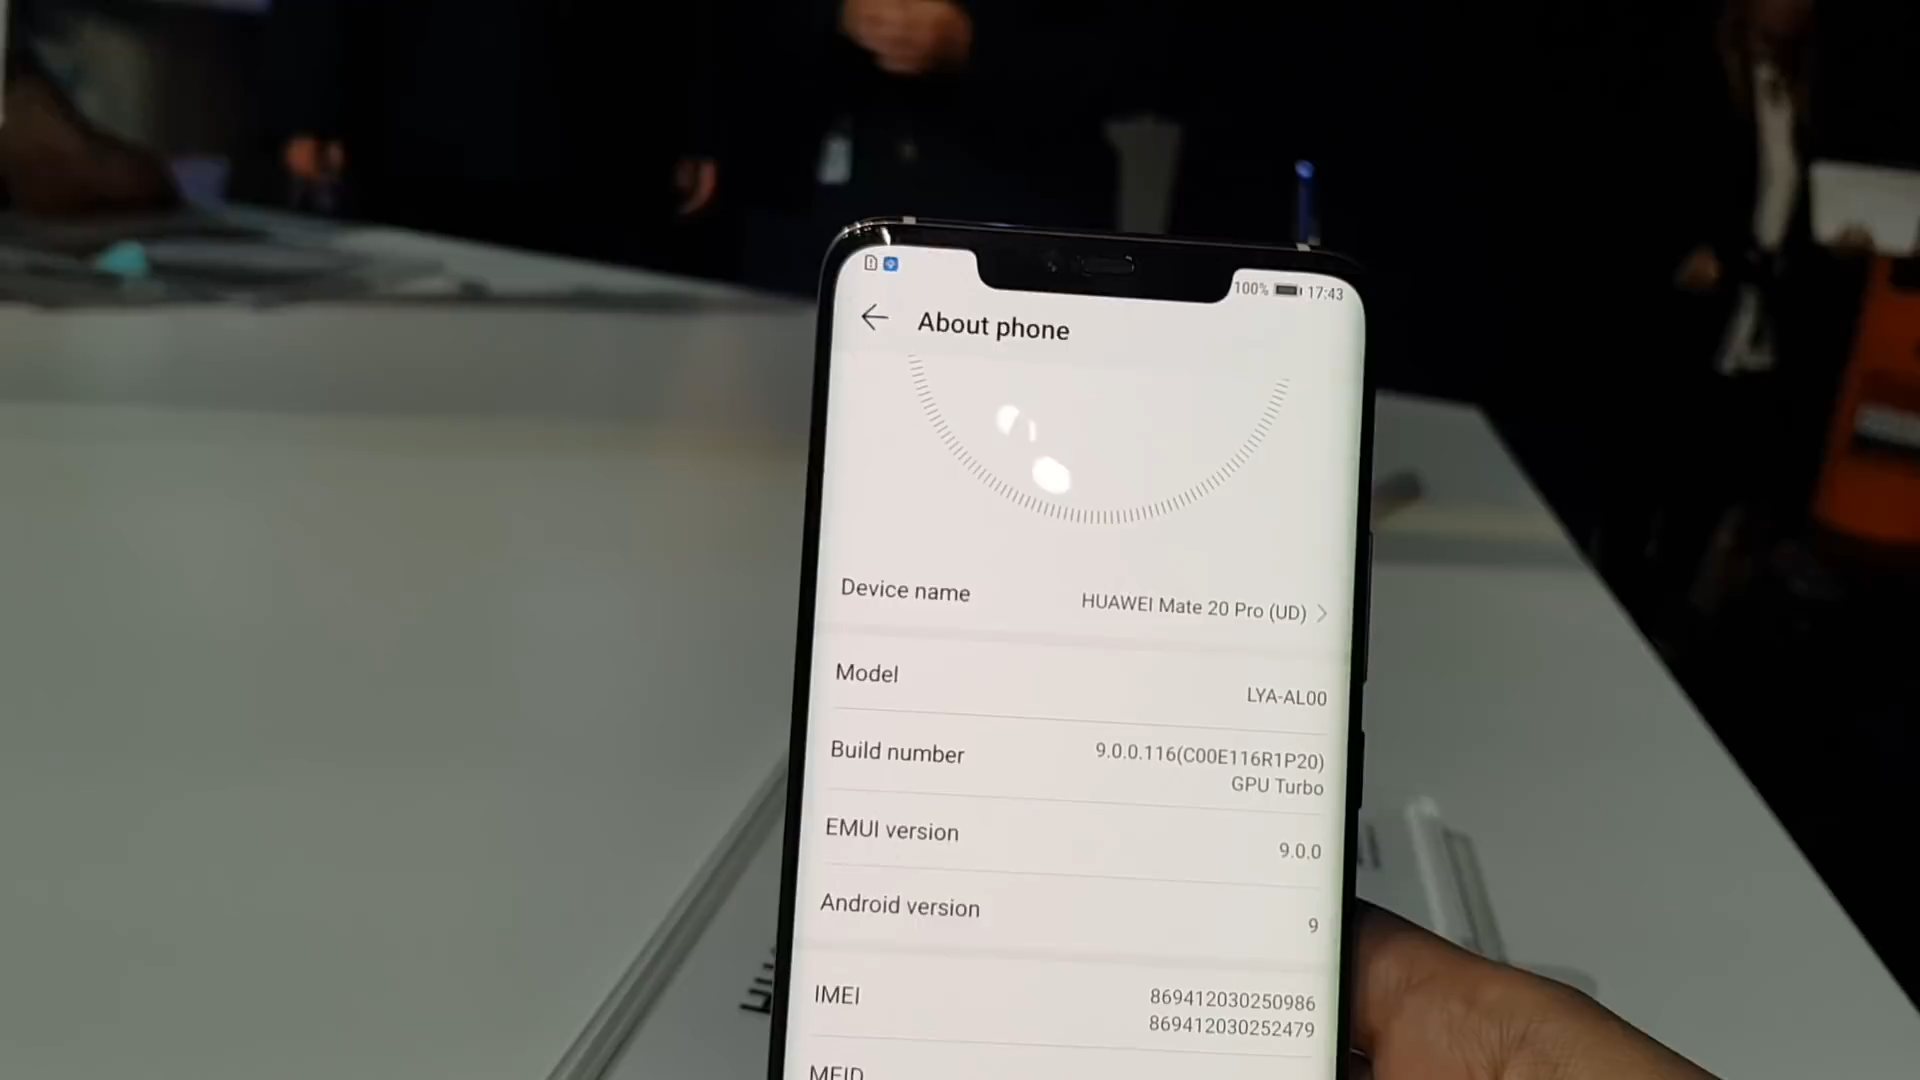 100% 17:43
About phone
Device name HUAWEI Mate 20 Pro (UD)
Model LYA-AL00
Build number 9.0.0.116(C00E116R1P20)
GPU Turbo
EMUI version 9.0.0
Android version 9
IMEI 869412030250986
869412030252479
MEID